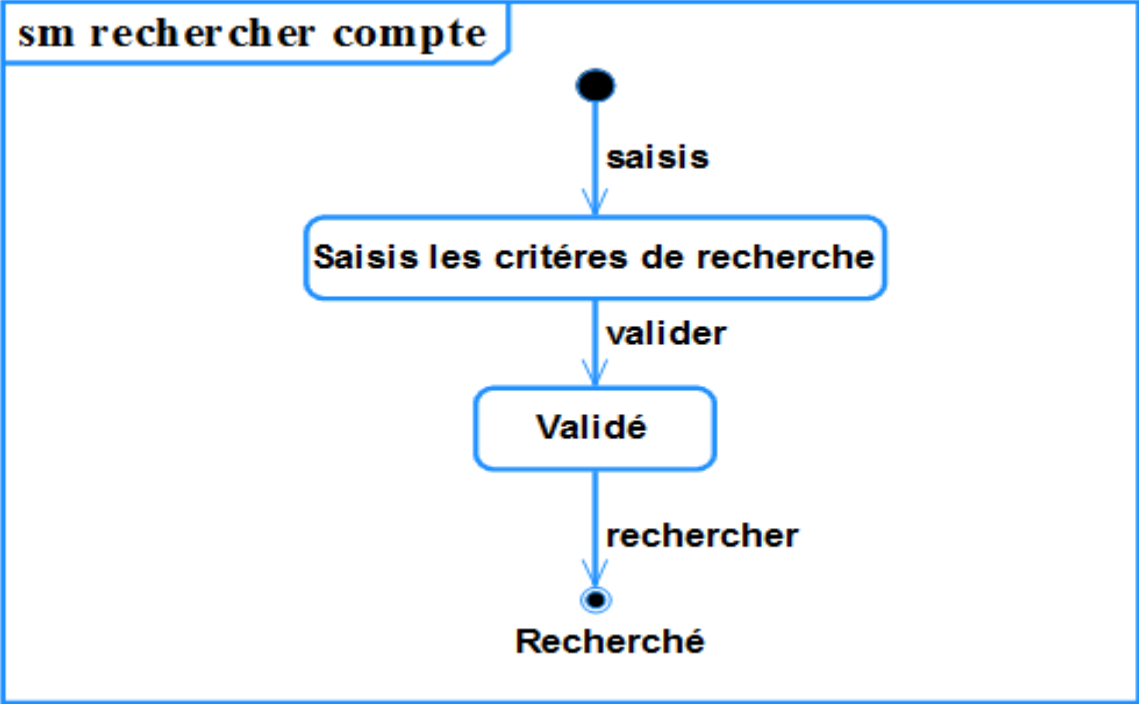 sm rechercher compte
saisis
Saisis les critéres de recherche
valider
Validé
rechercher
Recherché